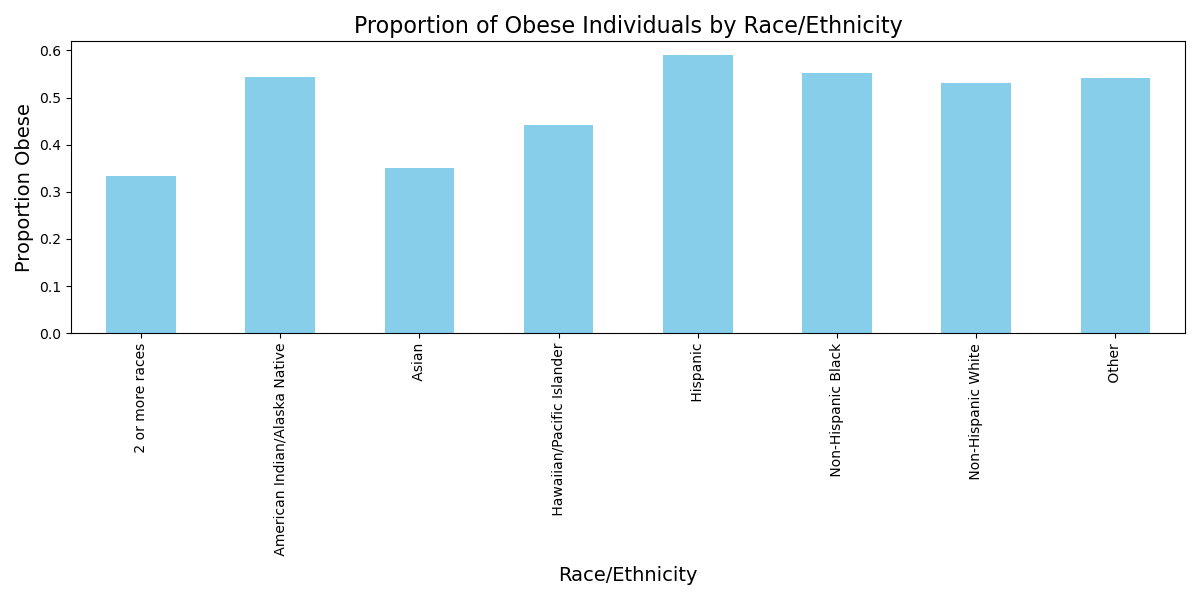 Proportion of Obese Individuals by Race/Ethnicity
Proportion Obese
0.6
0.5
0.4
0.3
0.2
0.1
0.0
2 or more races
American Indian/Alaska Native
Asian
Hawaiian/Pacific Islander
Hispanic
Non-Hispanic Black
Non-Hispanic White
Other
Race/Ethnicity